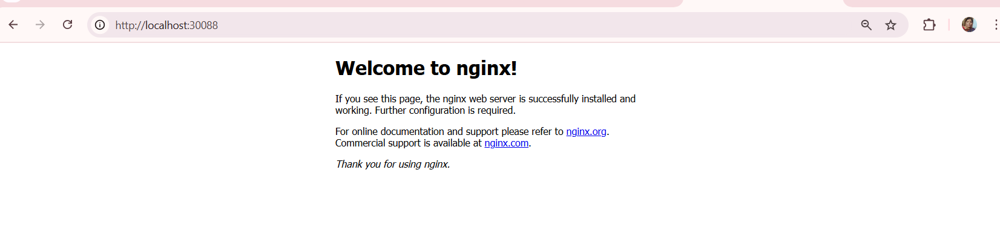 http://localhost:30088
Welcome to nginx!
If you see this page, the nginx web server is successfully installed and
working. Further configuration is required.
For online documentation and support please refer to nginx.org.
Commercial support is available at nginx.com.
Thank you for using nginx.